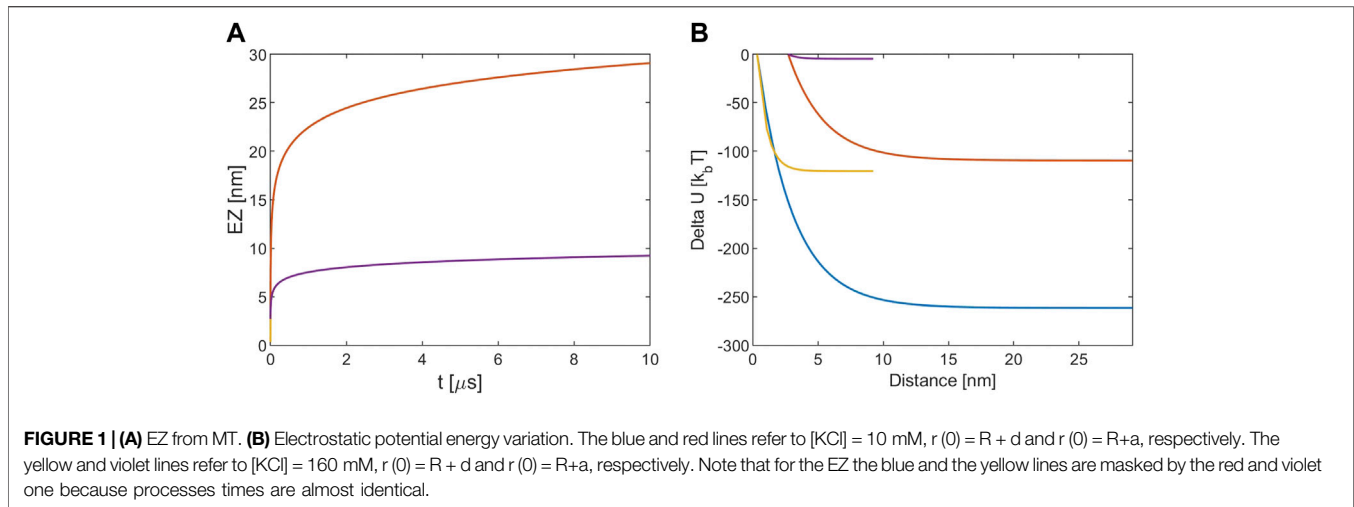 A
B
30
25
20
15
10
5
0
EZ [nm]
0
2
4
6
8
10
t [μs]
0
-50
-100
-150
-200
-250
-300
Delta U [k_bT]
0
5
10
15
20
25
Distance [nm]
FIGURE 1 | (A) EZ from MT. (B) Electrostatic potential energy variation. The blue and red lines refer to [KCl] = 10 mM, r (0) = R + d and r (0) = R+a, respectively. The
yellow and violet lines refer to [KCl] = 160 mM, r (0) = R + d and r (0) = R+a, respectively. Note that for the EZ the blue and the yellow lines are masked by the red and violet
one because processes times are almost identical.